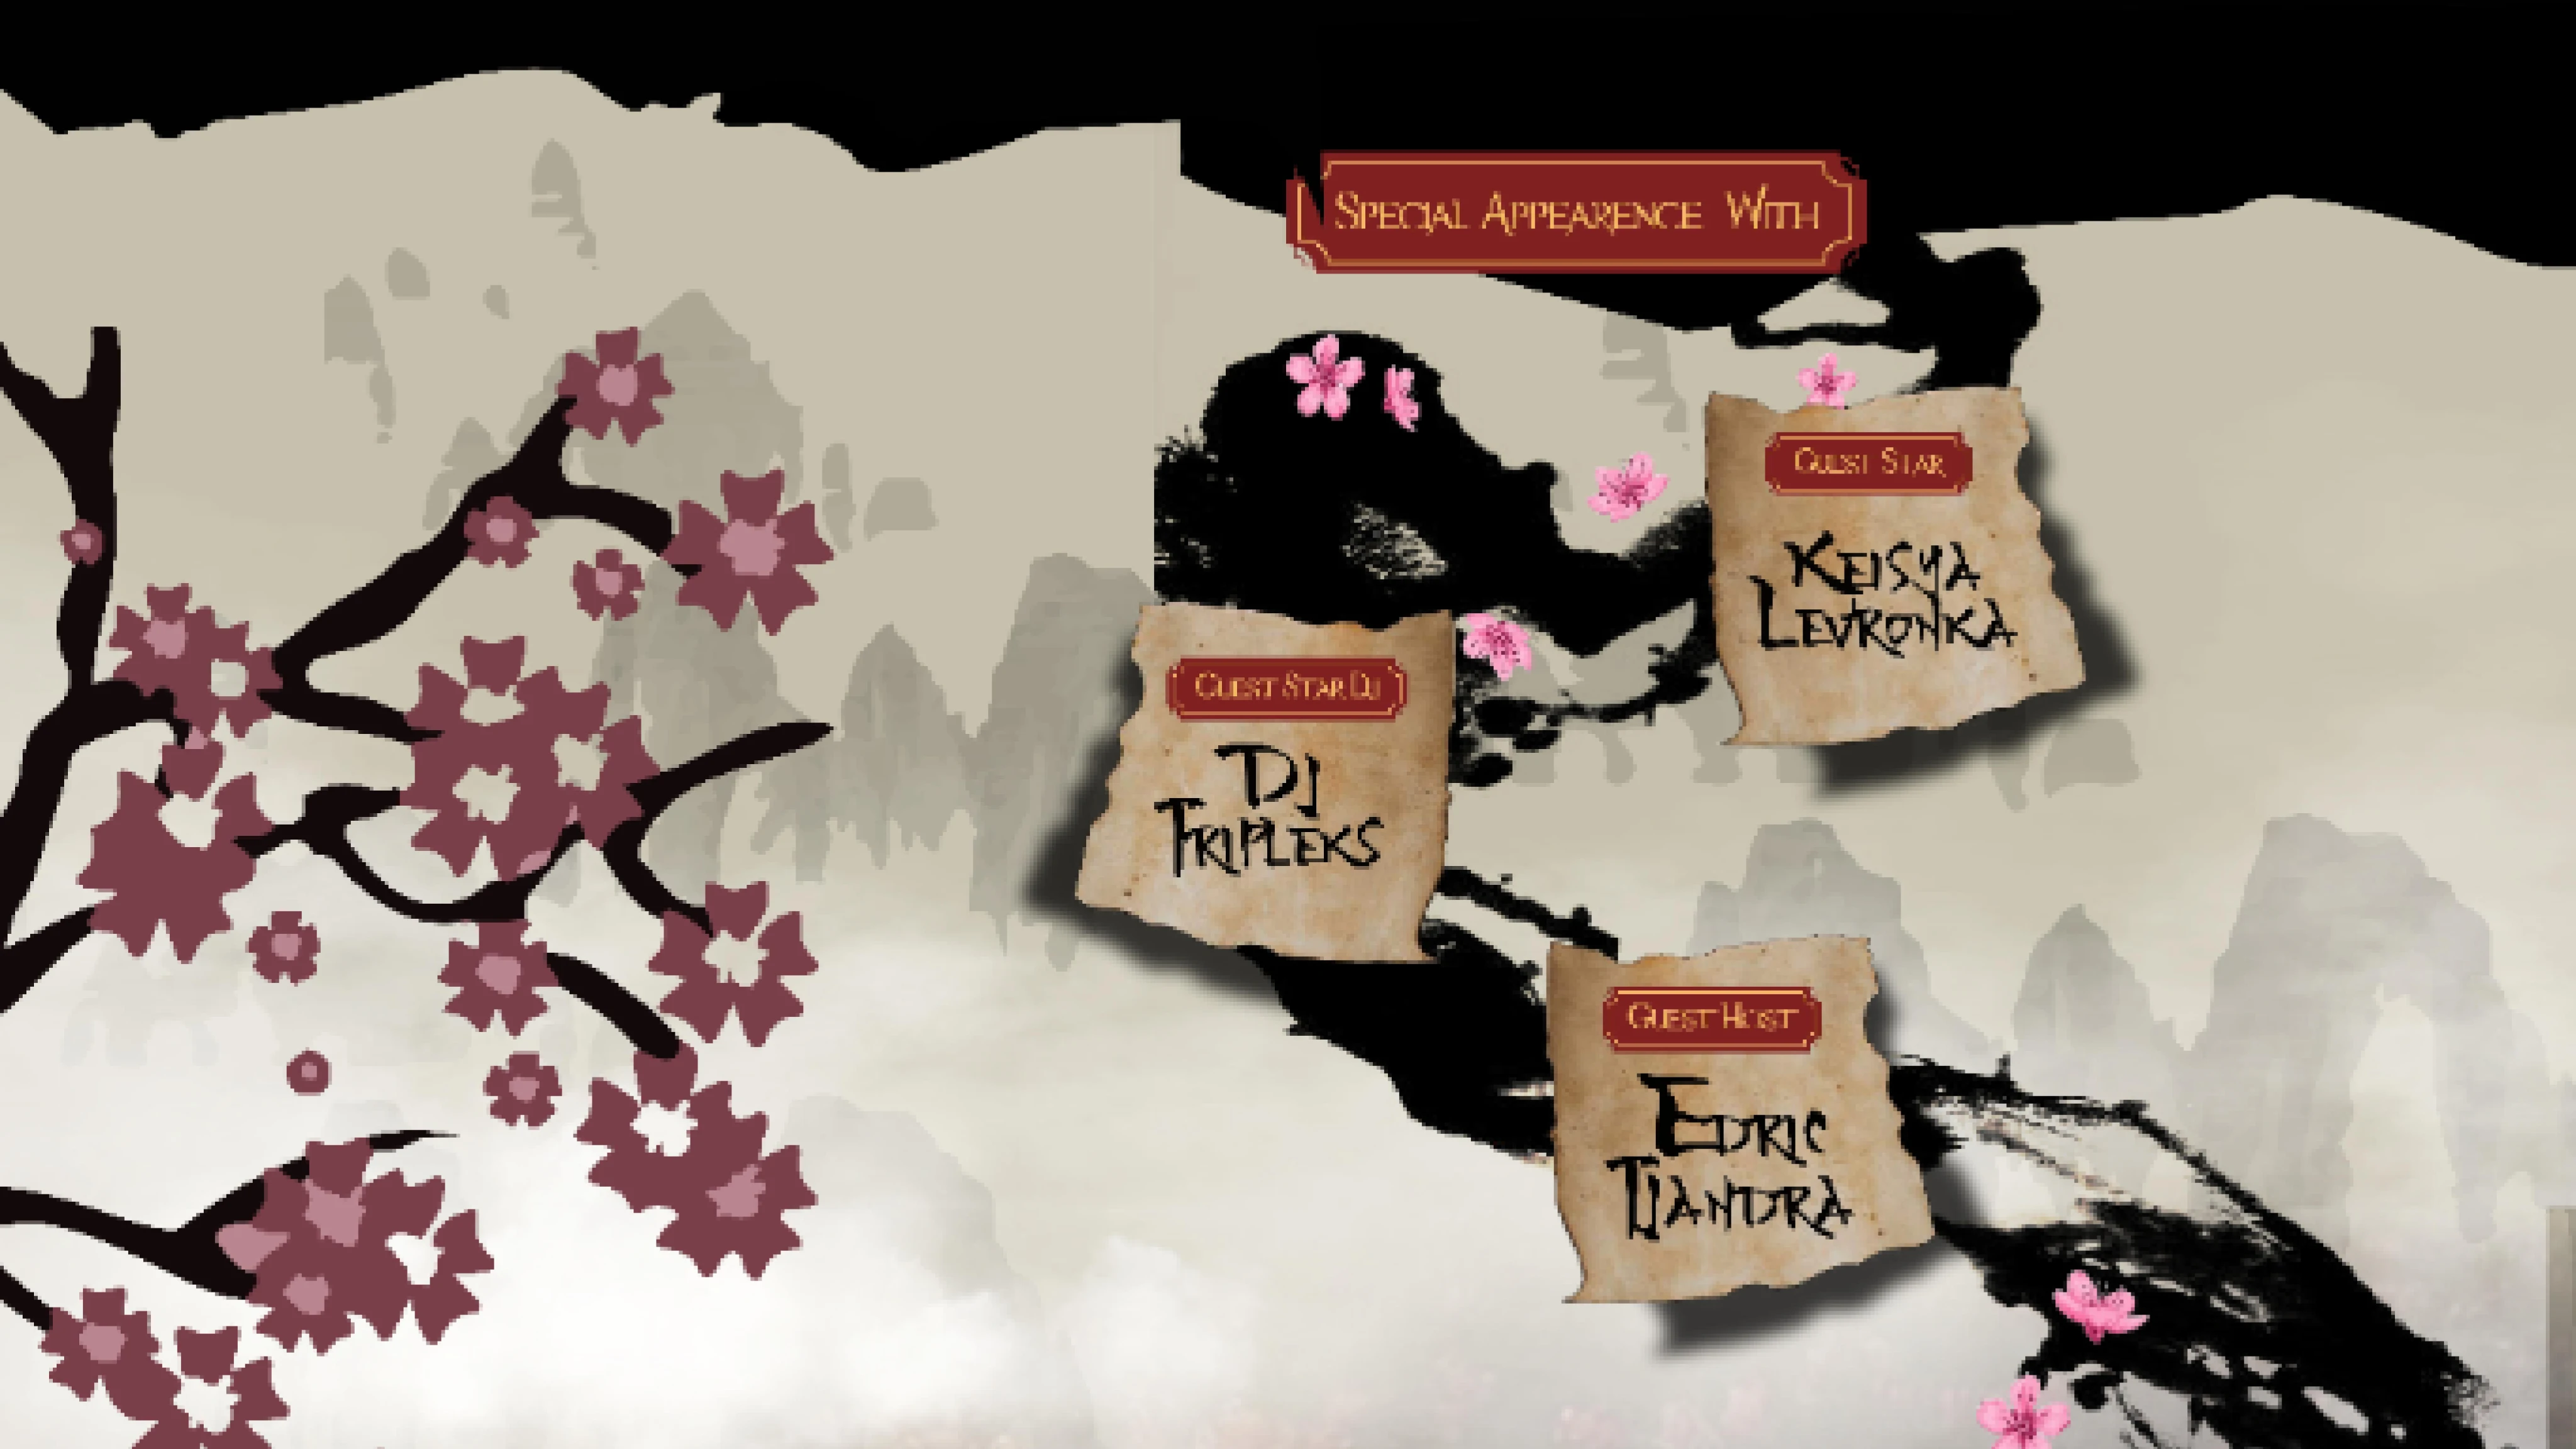 Special Appearence With
Guest Star
Keisya
Levronka
Guest Star DJ
DJ
Tripleks
Guest Host
Edric
Tjandra